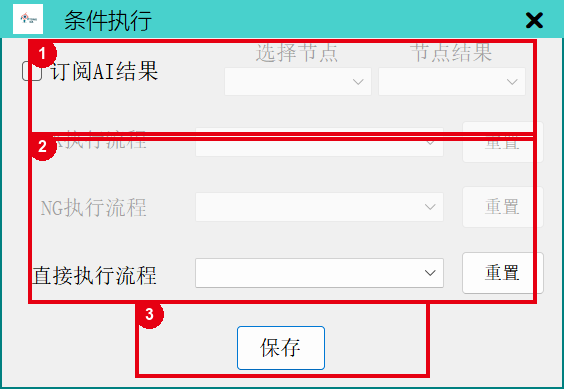 条件执行
1
选择节点 节点结果
订阅AI结果
2
执行流程 重置
NG执行流程 重置
直接执行流程 重置
3
保存